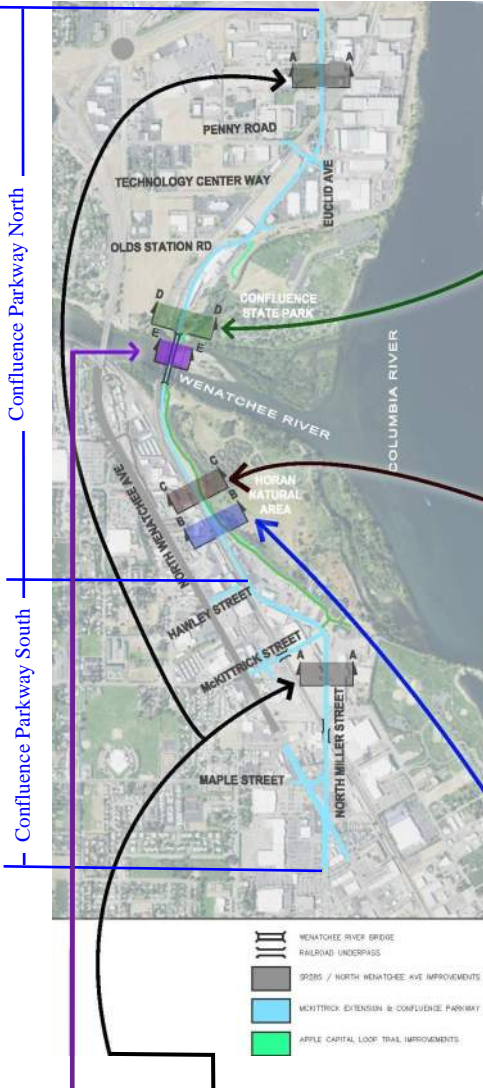 A A
PENNY ROAD
TECHNOLOGY CENTER WAY
EUCLID AVE
OLDS STATION RD
Confluence Parkway North
D D
CONFLUENCE
STATE PARK
E E
WENATCHEE RIVER
COLUMBIA RIVER
C C
HORAN
NATURAL
AREA
B B
NORTH WENATCHEE AVE
HAWLEY STREET
McKITTRICK STREET
A A
Confluence Parkway South
NORTH MILLER STREET
MAPLE STREET
WENATCHEE RIVER BRIDGE
RAILROAD UNDERPASS
SR285 / NORTH WENATCHEE AVE IMPROVEMENTS
MCKITTRICK EXTENSION & CONFLUENCE PARKWAY
APPLE CAPITAL LOOP TRAIL IMPROVEMENTS